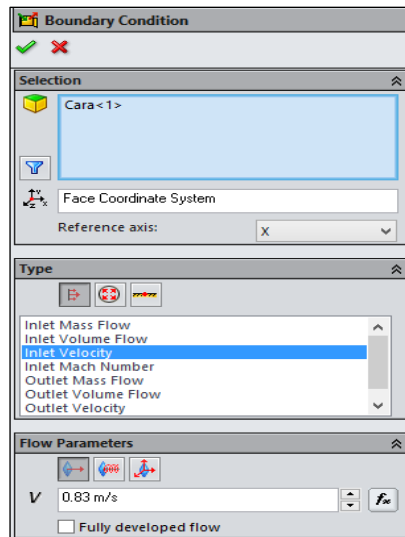 Boundary Condition
Selection
Cara<1>
Face Coordinate System
Reference axis:
X
Type
Inlet Mass Flow
Inlet Volume Flow
Inlet Velocity
Inlet Mach Number
Outlet Mass Flow
Outlet Volume Flow
Outlet Velocity
Flow Parameters
V 0.83 m/s
Fully developed flow